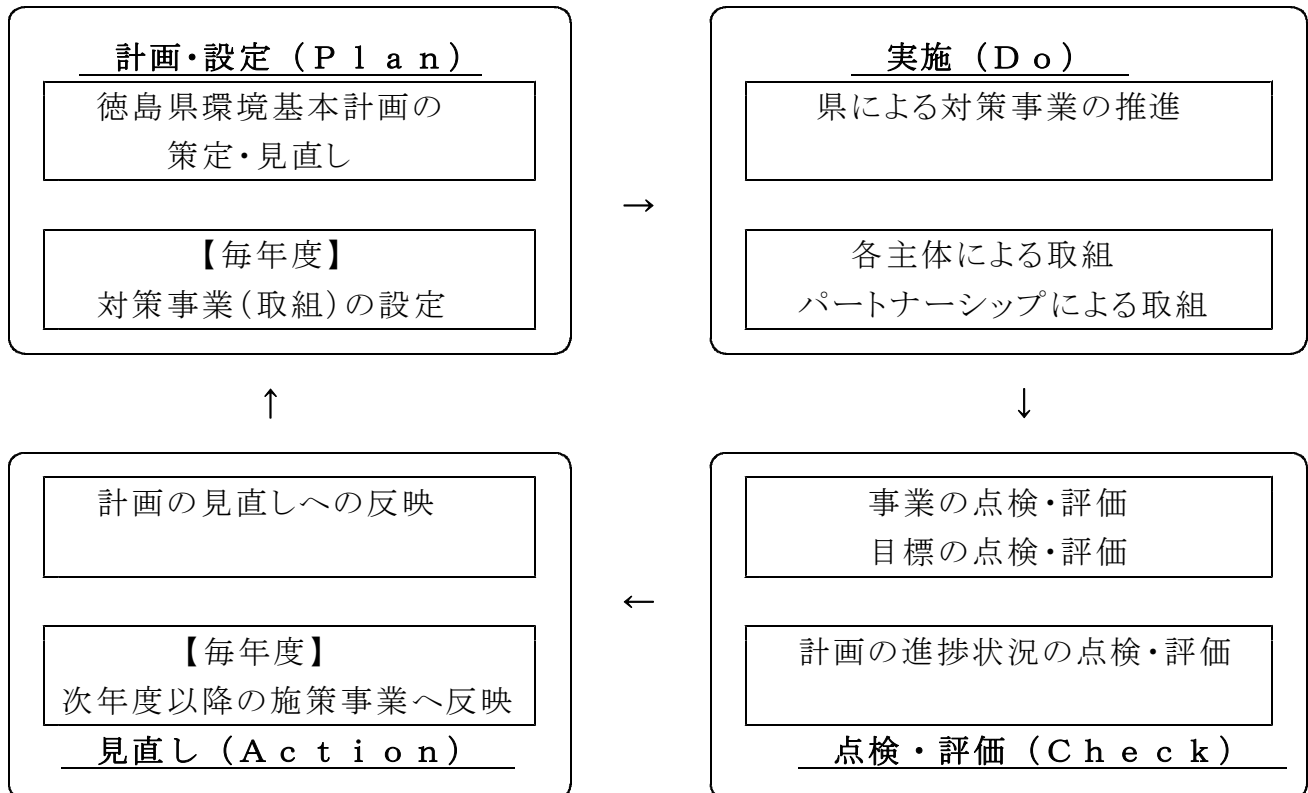 計画・設定（Ｐｌａｎ）
徳島県環境基本計画の
策定・見直し
【毎年度】
対策事業（取組）の設定
→
実施（Ｄｏ）
県による対策事業の推進
各主体による取組
パートナーシップによる取組
↑
↓
計画の見直しへの反映
【毎年度】
次年度以降の施策事業へ反映
見直し（Ａｃｔｉｏｎ）
←
事業の点検・評価
目標の点検・評価
計画の進捗状況の点検・評価
点検・評価（Ｃｈｅｃｋ）